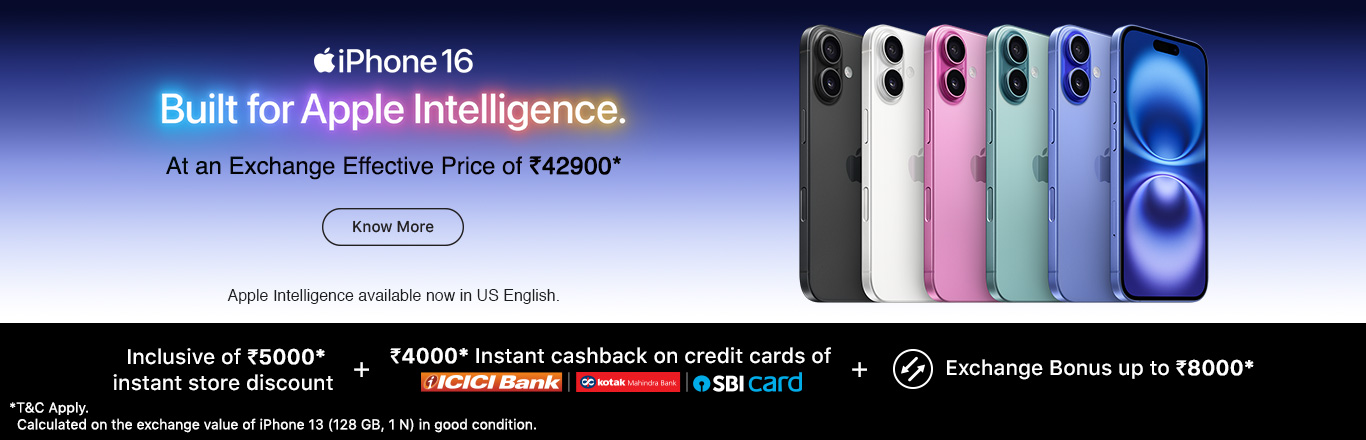 iPhone 16
Built for Apple Intelligence.
At an Exchange Effective Price of ₹42900*
Know More
Apple Intelligence available now in US English.
Inclusive of ₹5000*
instant store discount
+
₹4000* Instant cashback on credit cards of
ICICI Bank | kotak Mahindra Bank | SBI card
+
Exchange Bonus up to ₹8000*
*T&C Apply.
Calculated on the exchange value of iPhone 13 (128 GB, 1 N) in good condition.